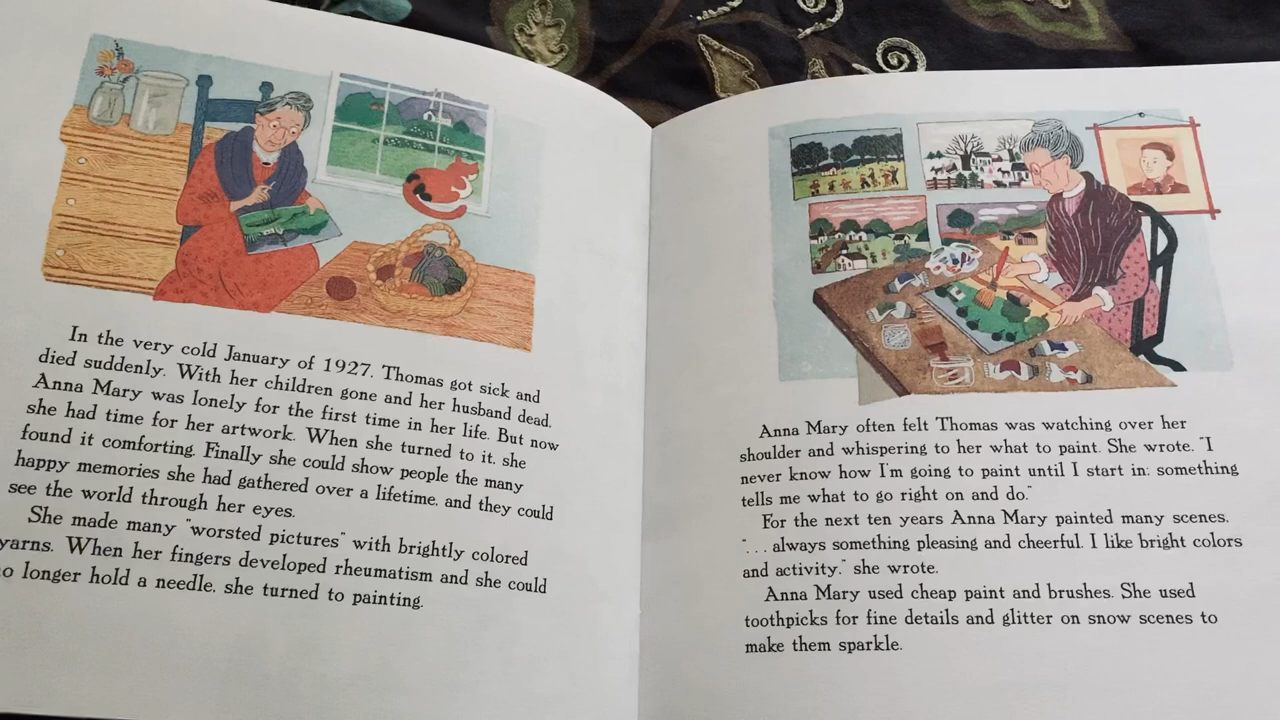 In the very cold January of 1927, Thomas got sick and
died suddenly. With her children gone and her husband dead,
Anna Mary was lonely for the first time in her life. But now
she had time for her artwork. When she turned to it, she
found it comforting. Finally she could show people the many
happy memories she had gathered over a lifetime, and they could
see the world through her eyes.
She made many "worsted pictures" with brightly colored
yarns. When her fingers developed rheumatism and she could
o longer hold a needle, she turned to painting.
Anna Mary often felt Thomas was watching over her
shoulder and whispering to her what to paint. She wrote, "I
never know how I'm going to paint until I start in; something
tells me what to go right on and do."
For the next ten years Anna Mary painted many scenes,
". . . always something pleasing and cheerful. I like bright colors
and activity," she wrote.
Anna Mary used cheap paint and brushes. She used
toothpicks for fine details and glitter on snow scenes to
make them sparkle.